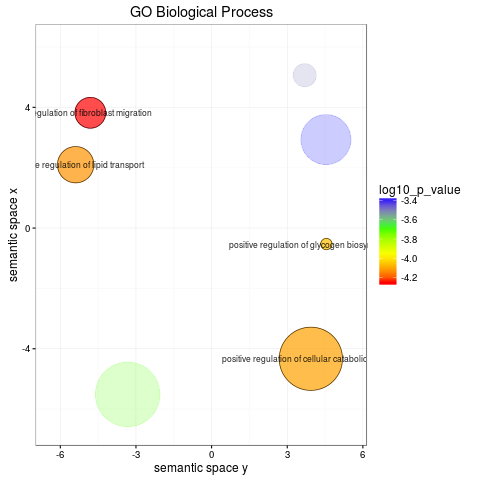 GO Biological Process
egulation of fibroblast migration
e regulation of lipid transport
positive regulation of glycogen biosy
positive regulation of cellular catabolic
4
0
-4
-6
-3
0
3
6
semantic space x
semantic space y
log10_p_value
-3.4
-3.6
-3.8
-4.0
-4.2